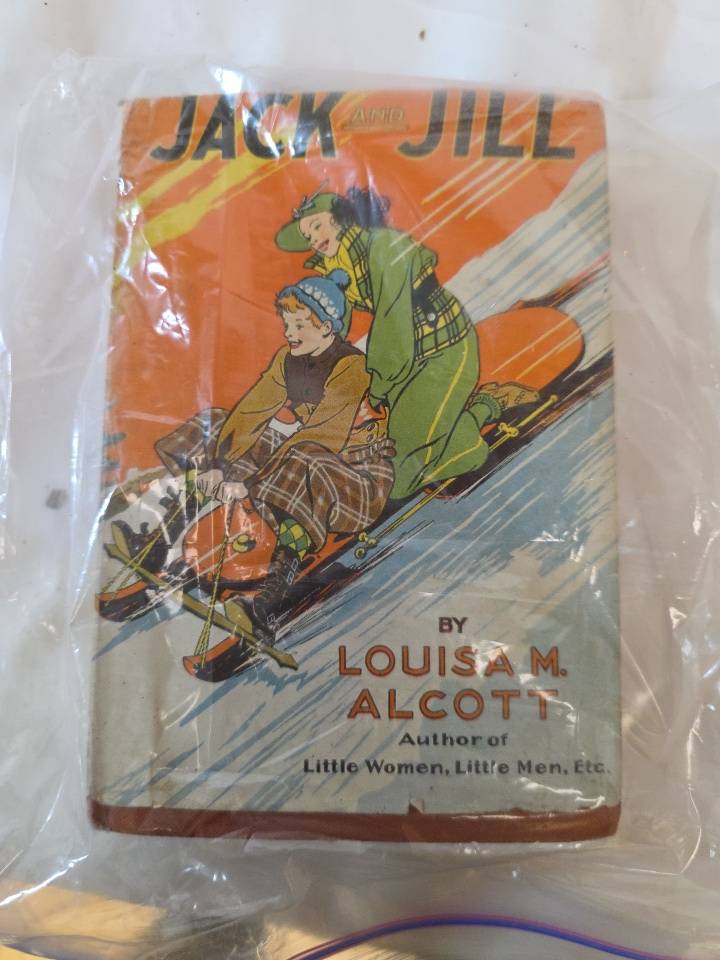 JACK AND JILL
BY
LOUISA M.
ALCOTT
Author of
Little Women, Little Men, Etc.